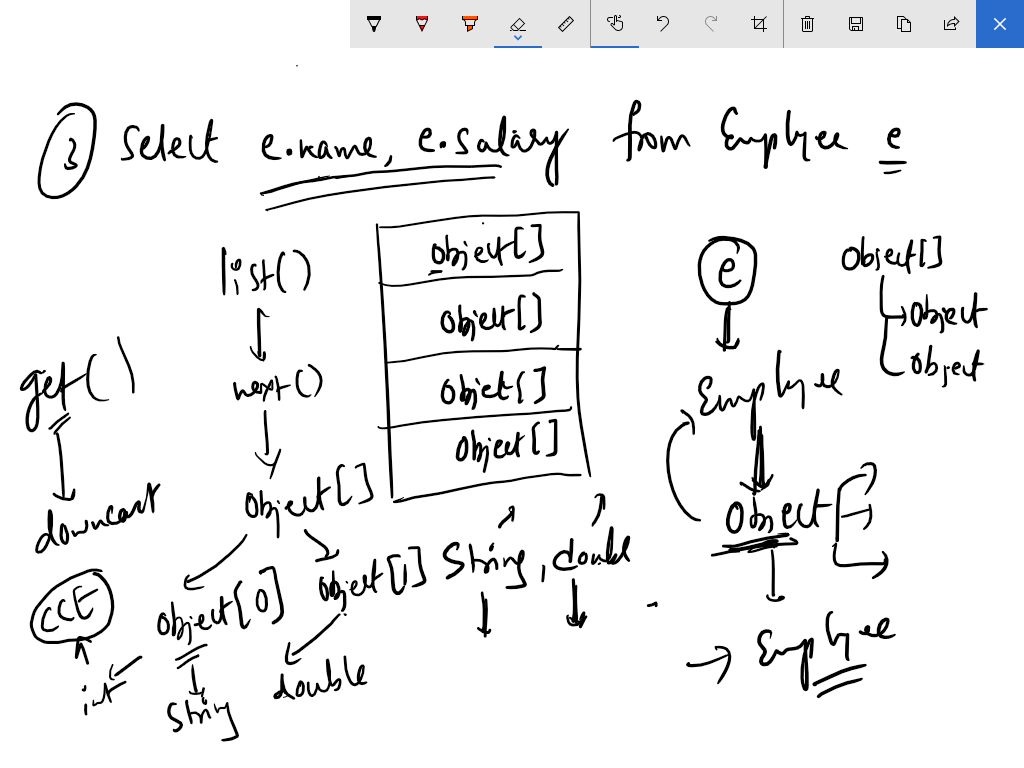 3 select e.name, e.salary from Employee e
list()
object[]
e
Object[]
object
object[]
get()
next()
object
Employee
object[]
object[]
downcast
object[]
object
CCE
object[0]
object[1]
String, double
Employee
int
String
double